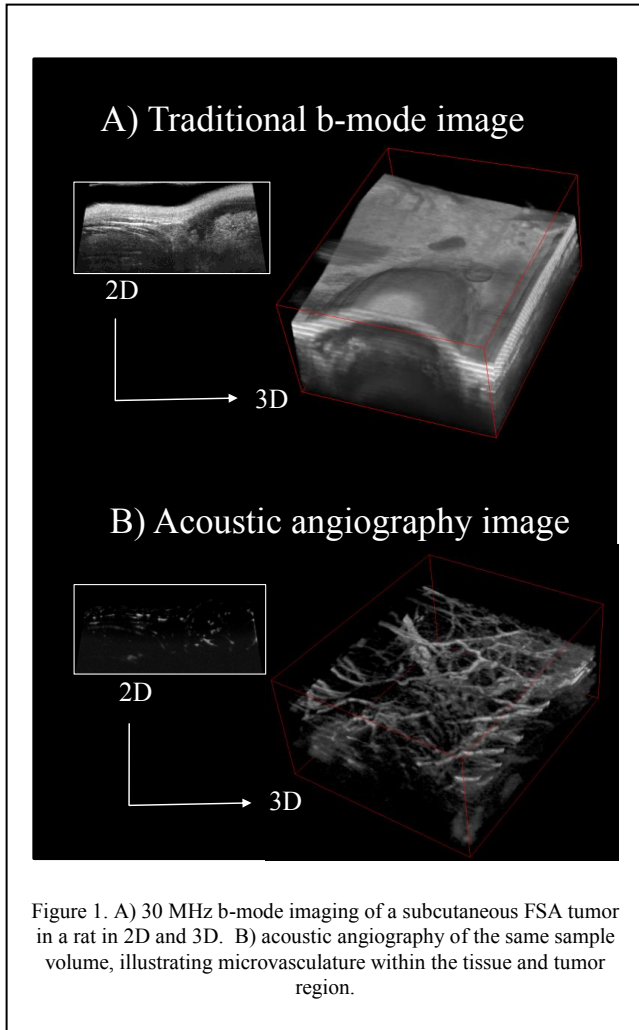 A) Traditional b-mode image
2D
3D
B) Acoustic angiography image
2D
3D
Figure 1. A) 30 MHz b-mode imaging of a subcutaneous FSA tumor
in a rat in 2D and 3D.  B) acoustic angiography of the same sample
volume, illustrating microvasculature within the tissue and tumor
region.